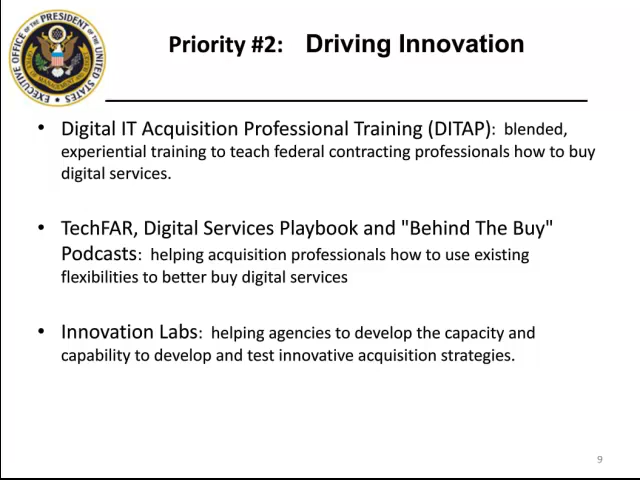 EXECUTIVE OFFICE OF THE PRESIDENT OF THE UNITED STATES
Priority #2: Driving Innovation
• Digital IT Acquisition Professional Training (DITAP): blended,
experiential training to teach federal contracting professionals how to buy
digital services.
• TechFAR, Digital Services Playbook and "Behind The Buy"
Podcasts: helping acquisition professionals how to use existing
flexibilities to better buy digital services
• Innovation Labs: helping agencies to develop the capacity and
capability to develop and test innovative acquisition strategies.
9